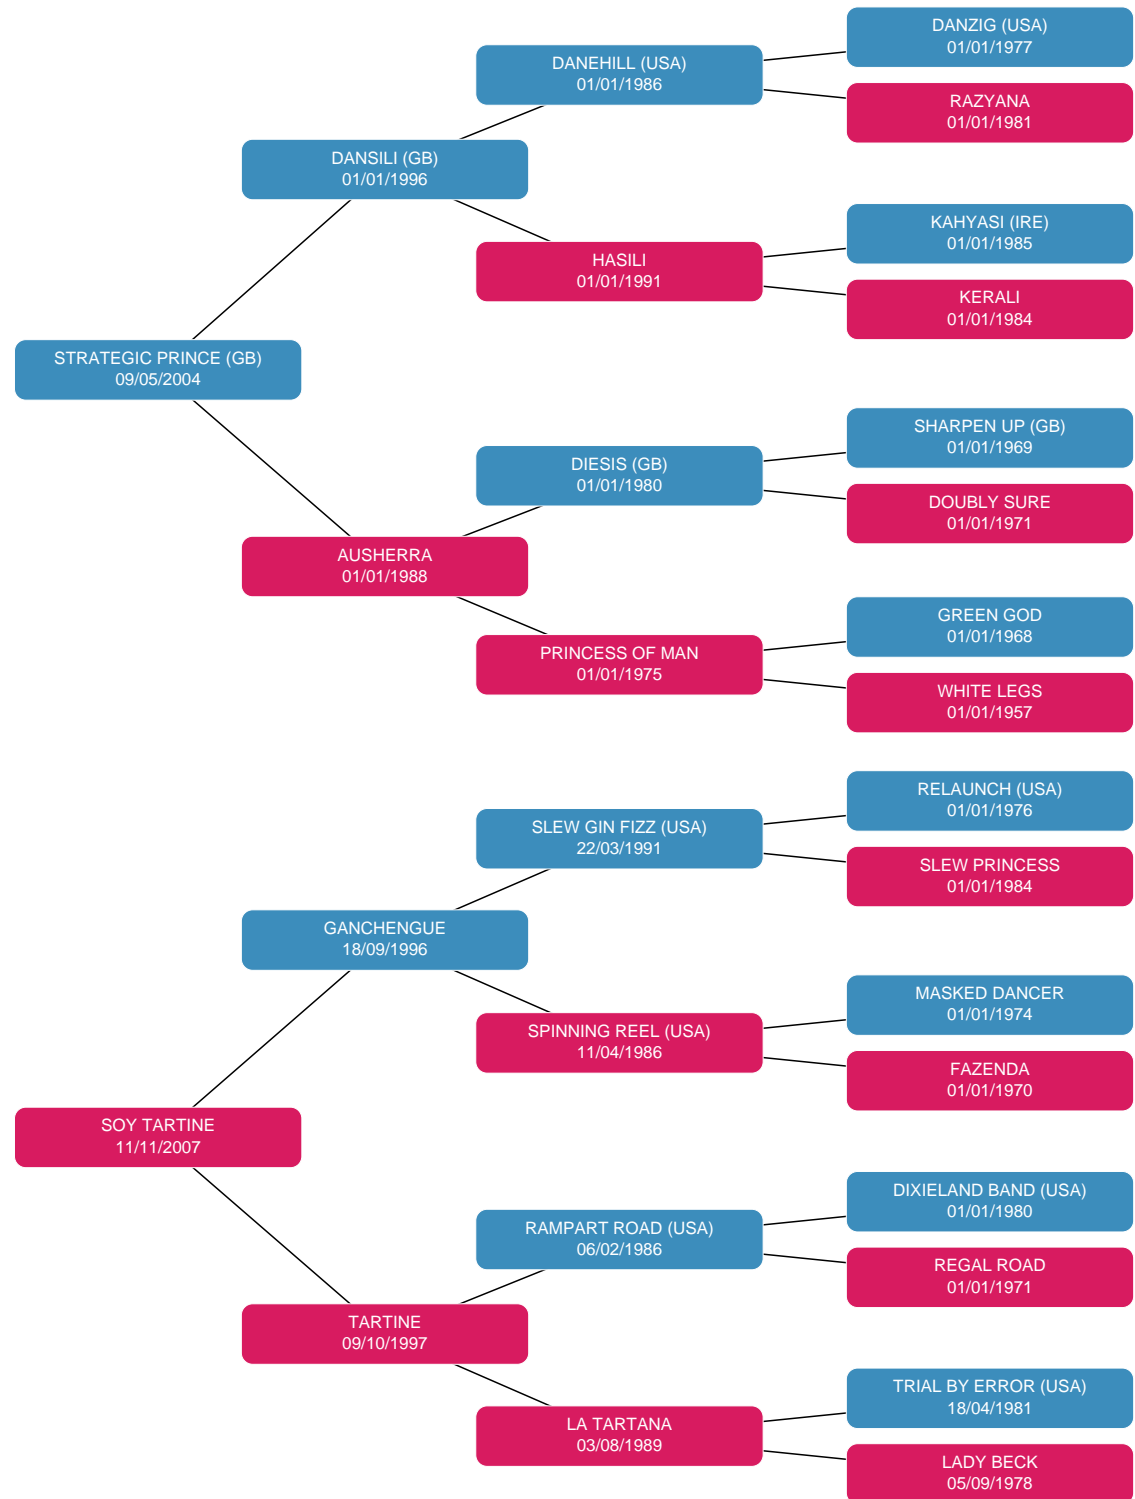 DANZIG (USA)
01/01/1977
DANEHILL (USA)
01/01/1986
RAZYANA
01/01/1981
DANSILI (GB)
01/01/1996
KAHYASI (IRE)
01/01/1985
HASILI
01/01/1991
KERALI
01/01/1984
STRATEGIC PRINCE (GB)
09/05/2004
SHARPEN UP (GB)
01/01/1969
DIESIS (GB)
01/01/1980
DOUBLY SURE
01/01/1971
AUSHERRA
01/01/1988
GREEN GOD
01/01/1968
PRINCESS OF MAN
01/01/1975
WHITE LEGS
01/01/1957
RELAUNCH (USA)
01/01/1976
SLEW GIN FIZZ (USA)
22/03/1991
SLEW PRINCESS
01/01/1984
GANCHENGUE
18/09/1996
MASKED DANCER
01/01/1974
SPINNING REEL (USA)
11/04/1986
FAZENDA
01/01/1970
SOY TARTINE
11/11/2007
DIXIELAND BAND (USA)
01/01/1980
RAMPART ROAD (USA)
06/02/1986
REGAL ROAD
01/01/1971
TARTINE
09/10/1997
TRIAL BY ERROR (USA)
18/04/1981
LA TARTANA
03/08/1989
LADY BECK
05/09/1978